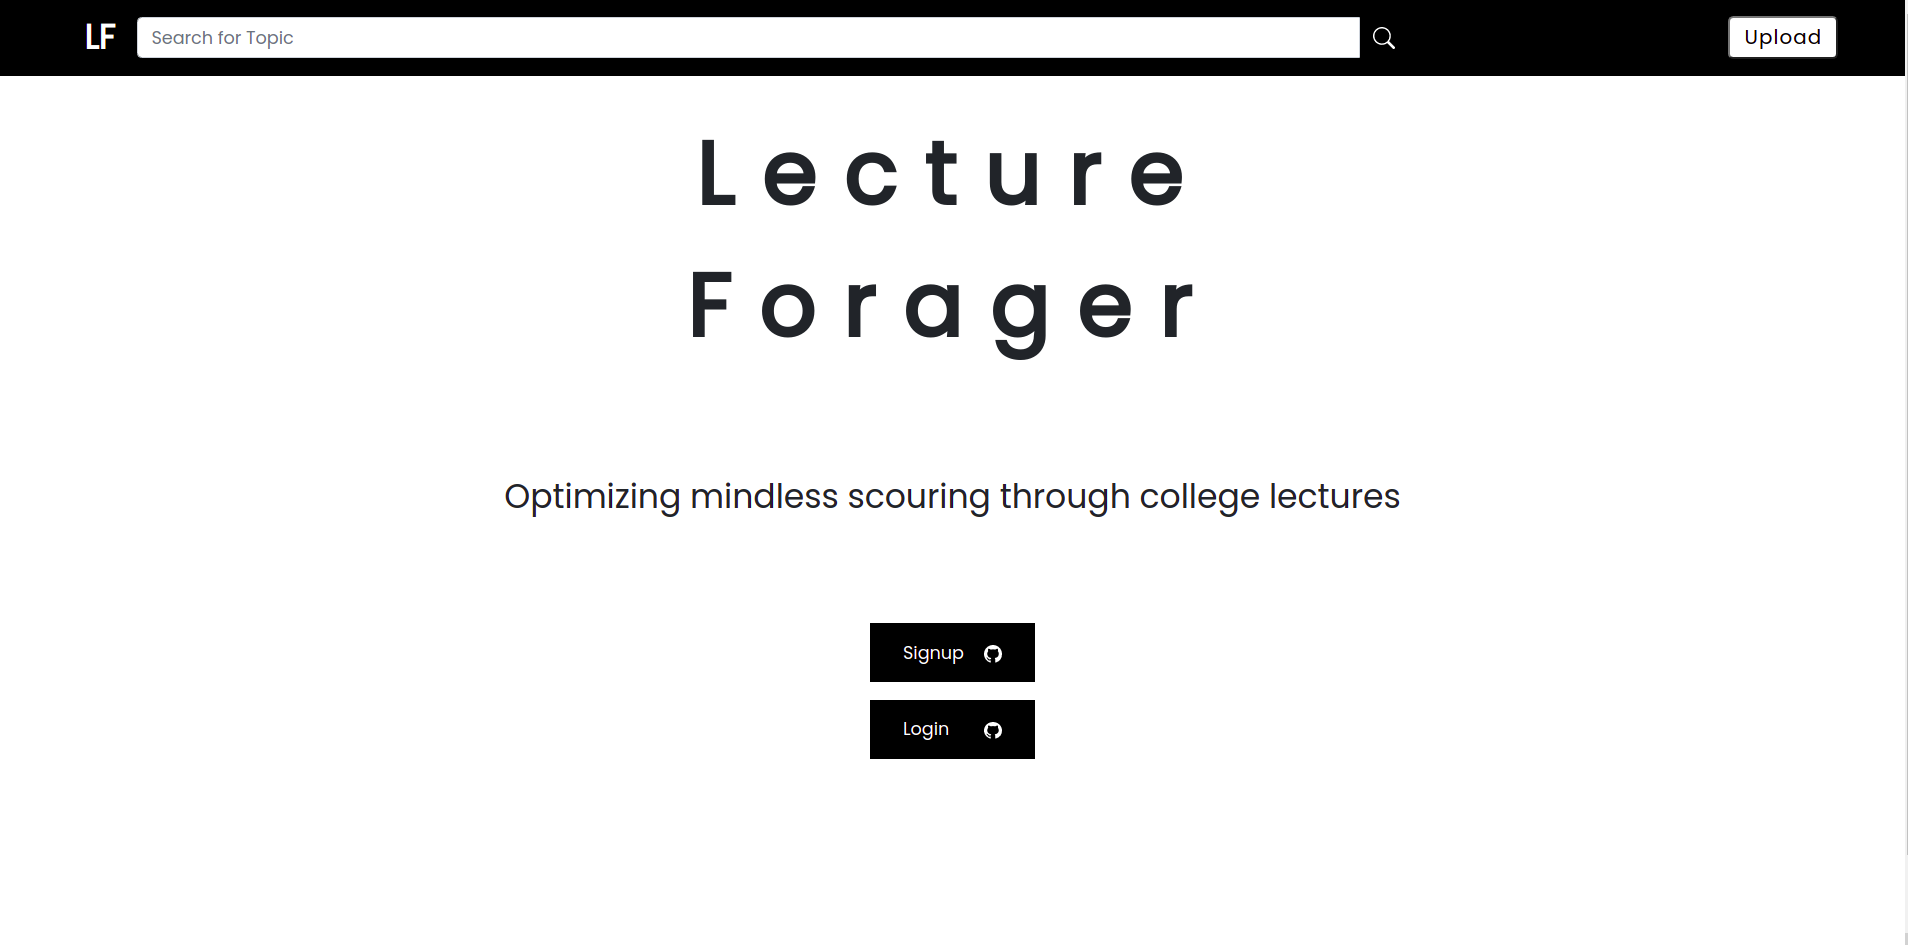 LF Search for Topic Upload
Lecture
Forager
Optimizing mindless scouring through college lectures
Signup
Login